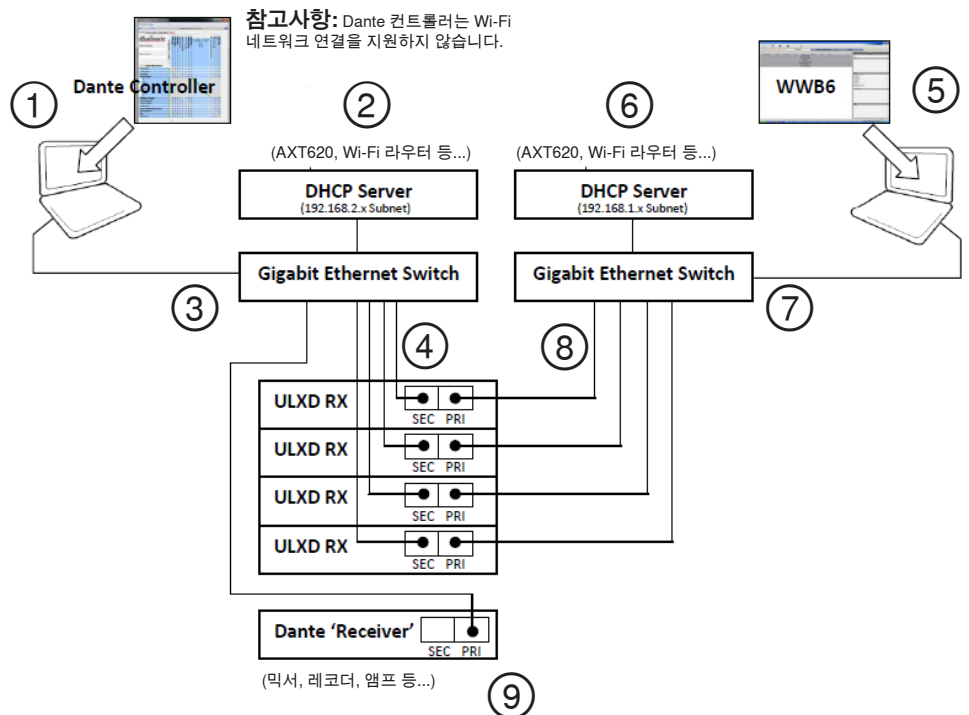 참고사항: Dante 컨트롤러는 Wi-Fi
네트워크 연결을 지원하지 않습니다.
Dante Controller
WWB6
①
②
⑥
⑤
(AXT620, Wi-Fi 라우터 등...)
(AXT620, Wi-Fi 라우터 등...)
DHCP Server
(192.168.2.x Subnet)
DHCP Server
(192.168.1.x Subnet)
Gigabit Ethernet Switch
Gigabit Ethernet Switch
③
④
⑧
⑦
ULXD RX
SEC PRI
ULXD RX
SEC PRI
ULXD RX
SEC PRI
ULXD RX
SEC PRI
Dante ‘Receiver’
SEC PRI
(믹서, 레코더, 앰프 등...)
⑨